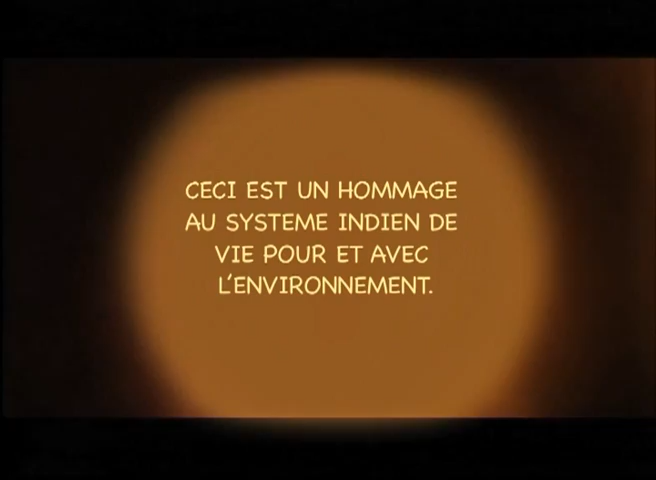 CECI EST UN HOMMAGE
AU SYSTEME INDIEN DE
VIE POUR ET AVEC
L'ENVIRONNEMENT.